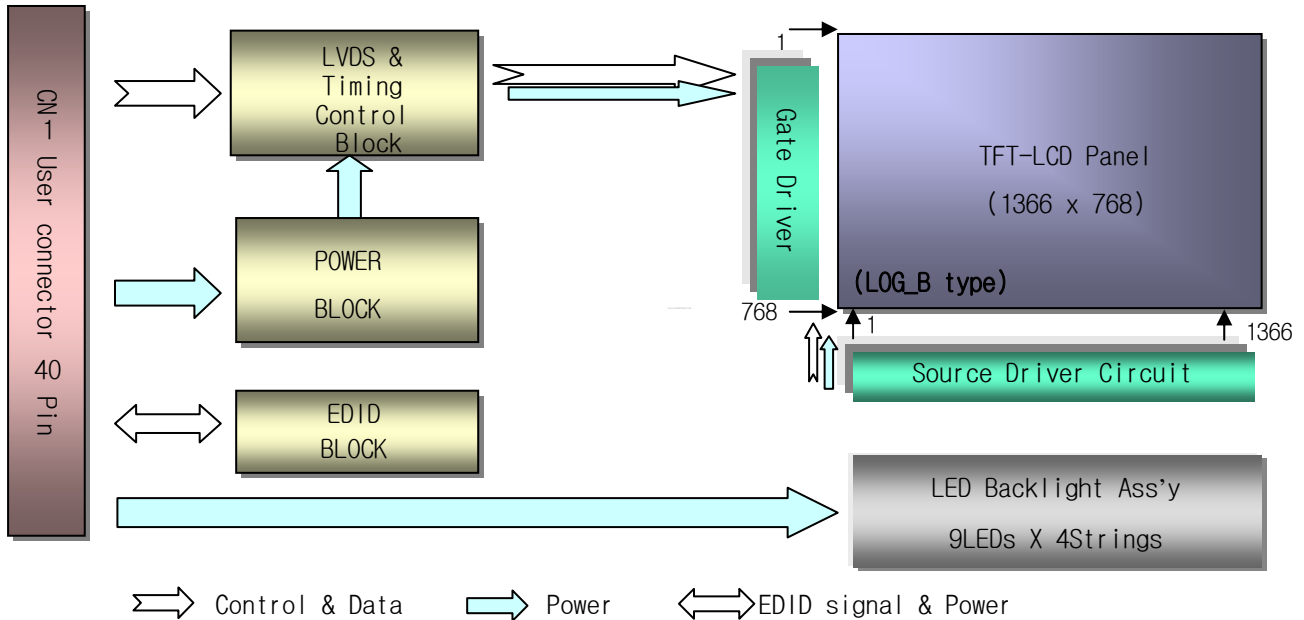 CN-1 User connector 40 Pin
LVDS &
Timing
Control
Block
POWER
BLOCK
EDID
BLOCK
1
Gate Driver
768
TFT-LCD Panel
(1366 x 768)
(LOG_B type)
1
1366
Source Driver Circuit
LED Backlight Ass’y
9LEDs X 4Strings
Control & Data
Power
EDID signal & Power